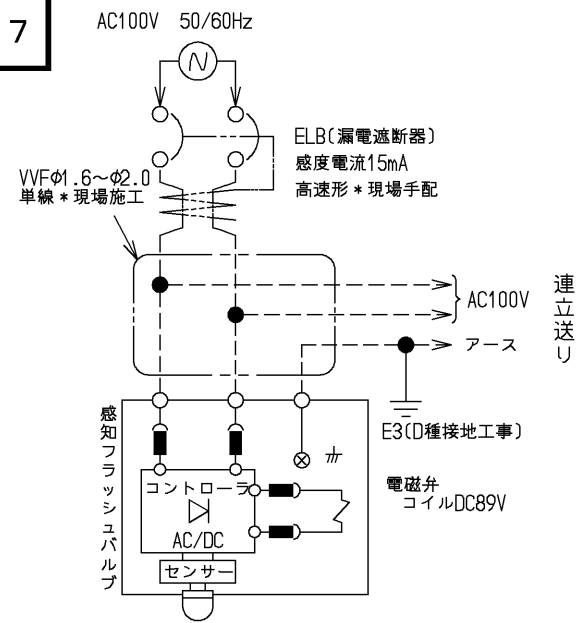 7
AC100V 50/60Hz
ELB(漏電遮断器)
感度電流15mA
高速形*現場手配
VVFφ1.6~φ2.0
単線*現場施工
AC100V
連立送り
アース
E3(D種接地工事)
感知フラッシュバルブ
コントローラ
AC/DC
センサー
電磁弁
コイルDC89V